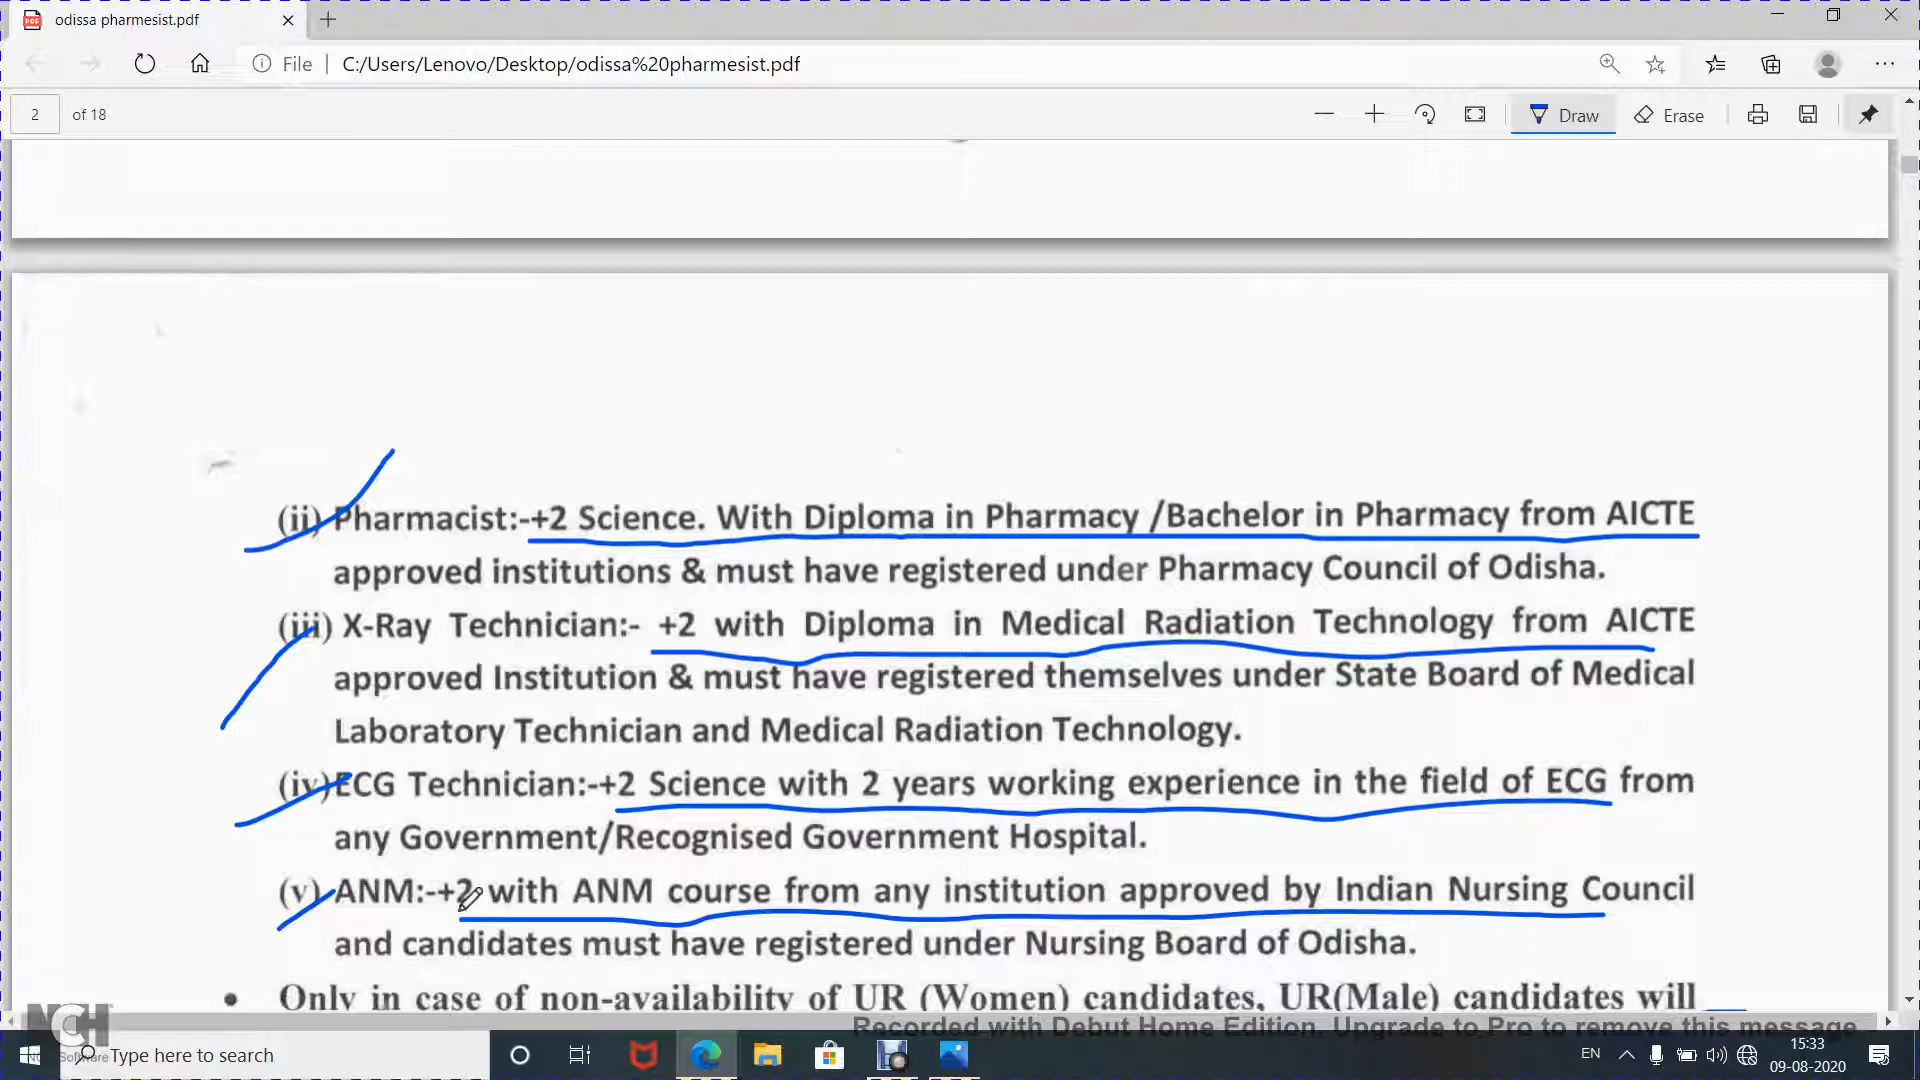 odissa pharmesist.pdf
File | C:/Users/Lenovo/Desktop/odissa%20pharmesist.pdf
2 of 18
Draw Erase
(ii) Pharmacist:-+2 Science. With Diploma in Pharmacy /Bachelor in Pharmacy from AICTE
approved institutions & must have registered under Pharmacy Council of Odisha.
(iii) X-Ray Technician:- +2 with Diploma in Medical Radiation Technology from AICTE
approved Institution & must have registered themselves under State Board of Medical
Laboratory Technician and Medical Radiation Technology.
(iv) ECG Technician:-+2 Science with 2 years working experience in the field of ECG from
any Government/Recognised Government Hospital.
(v) ANM:-+2 with ANM course from any institution approved by Indian Nursing Council
and candidates must have registered under Nursing Board of Odisha.
• Only in case of non-availability of UR (Women) candidates, UR(Male) candidates will
Recorded with Debut Home Edition. Upgrade to Pro to remove this message
NCH
Software
Type here to search
EN
15:33
09-08-2020